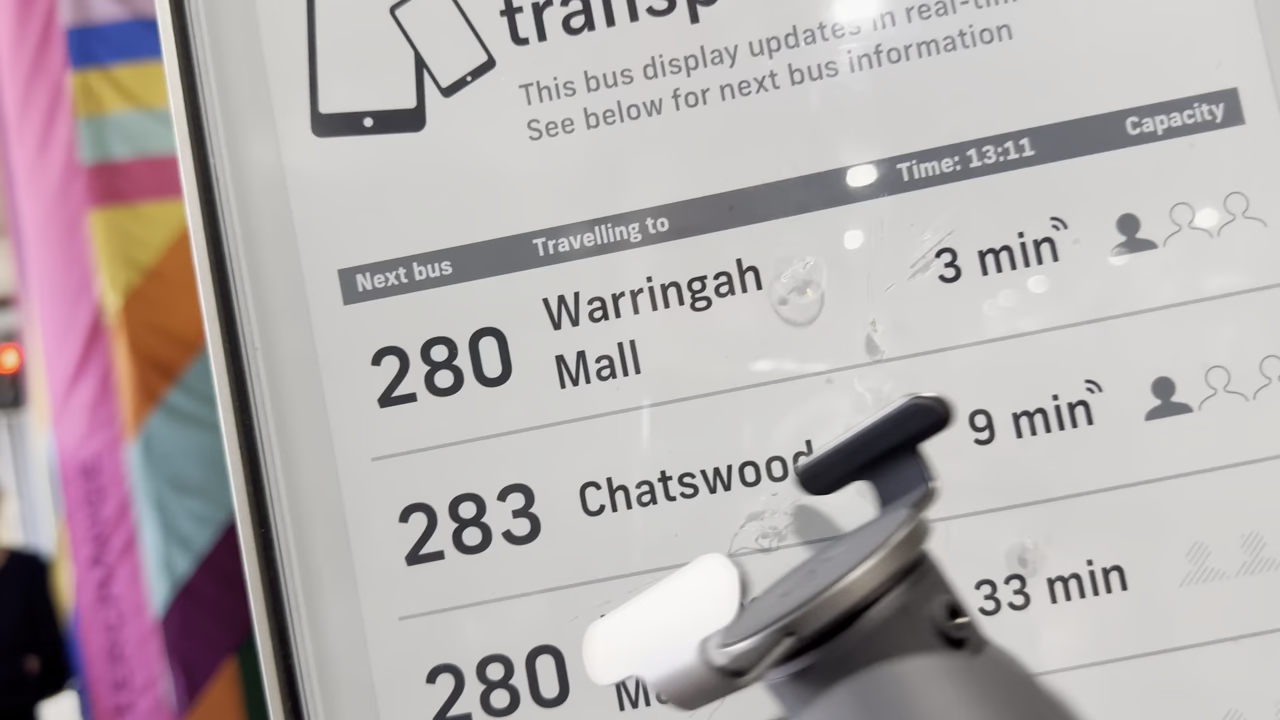 This bus display updates in real-
See below for next bus information
Next bus Travelling to Time: 13:11 Capacity
280 Warringah Mall 3 min
283 Chatswood 9 min
280 33 min